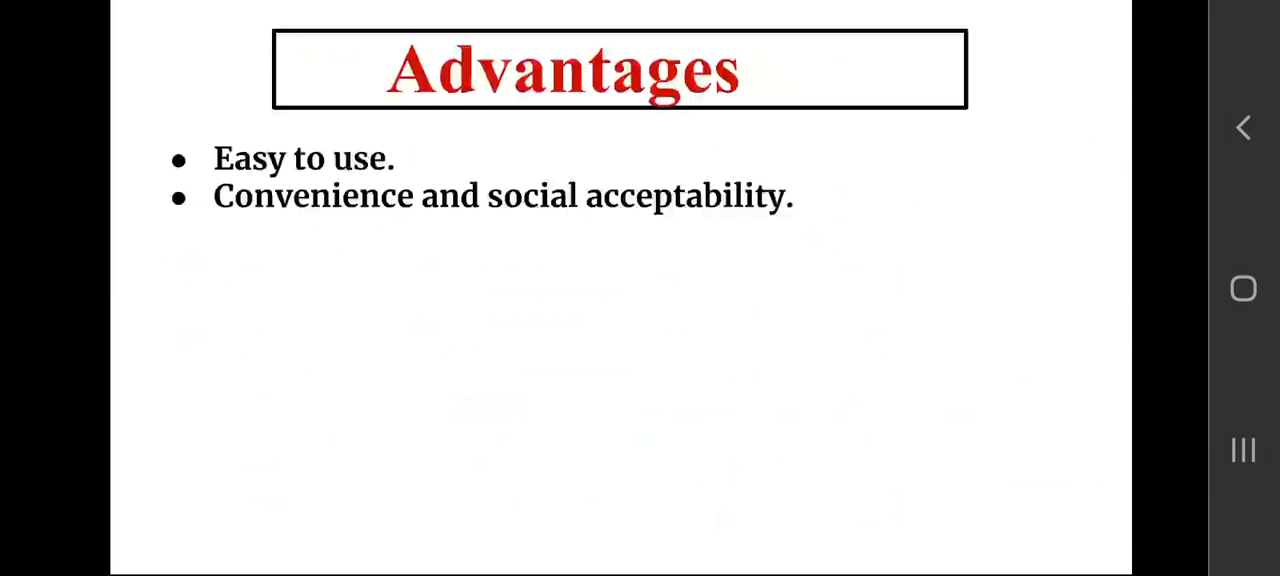 Advantages
● Easy to use.
● Convenience and social acceptability.